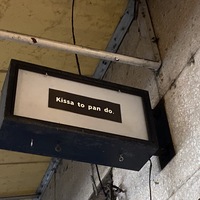 Kissa to pan do.